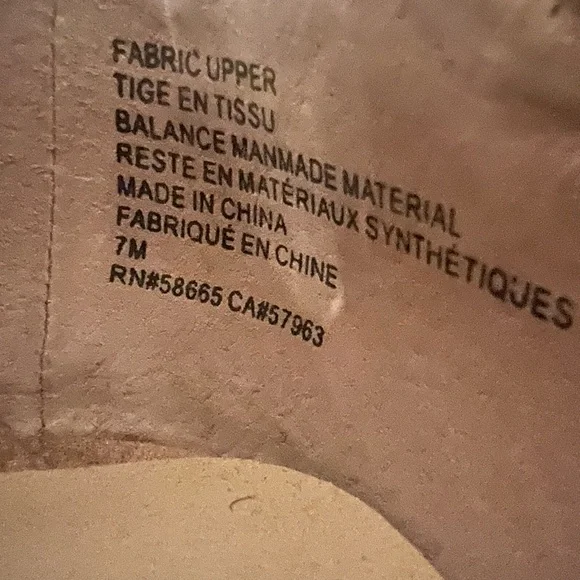 FABRIC UPPER
TIGE EN TISSU
BALANCE MANMADE MATERIAL
RESTE EN MATÉRIAUX SYNTHÉTIQUES
MADE IN CHINA
FABRIQUÉ EN CHINE
7M
RN#58665 CA#57963